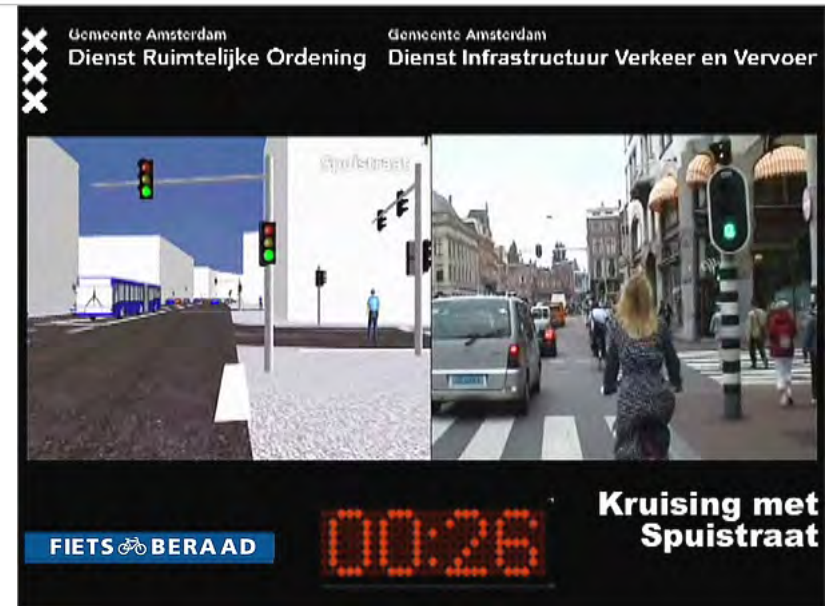 Gemeente Amsterdam
Dienst Ruimtelijke Ordening
Gemeente Amsterdam
Dienst Infrastructuur Verkeer en Vervoer
Spuistraat
FIETS BERAAD
00:26
Kruising met
Spuistraat